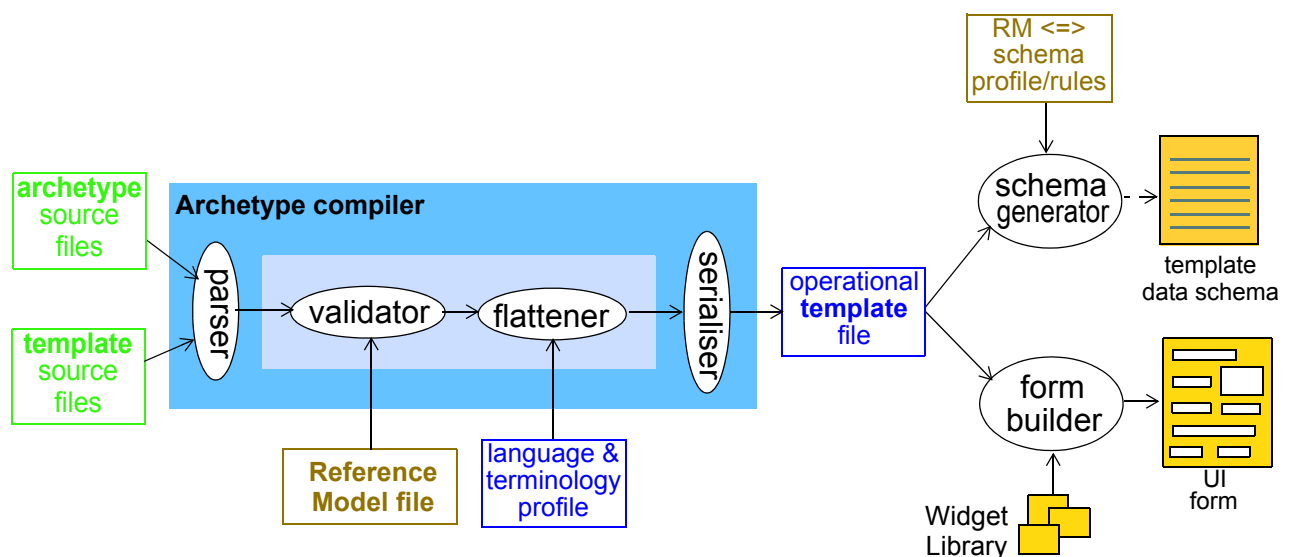 RM <=>
schema
profile/rules
archetype
source
files
Archetype compiler
parser
validator
flattener
serialiser
template
source
files
operational
template
file
schema
generator
template
data schema
form
builder
UI
form
Reference
Model file
language &
terminology
profile
Widget
Library